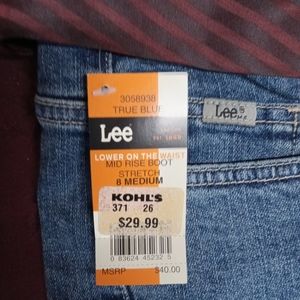 3058938
TRUE BLUE
Lee
EST. 1889
LOWER ON THE WAIST
MID RISE BOOT
STRETCH
8 MEDIUM
KOHL'S
371 26
$29.99
0 83624 45232 5
MSRP $40.00
Lee